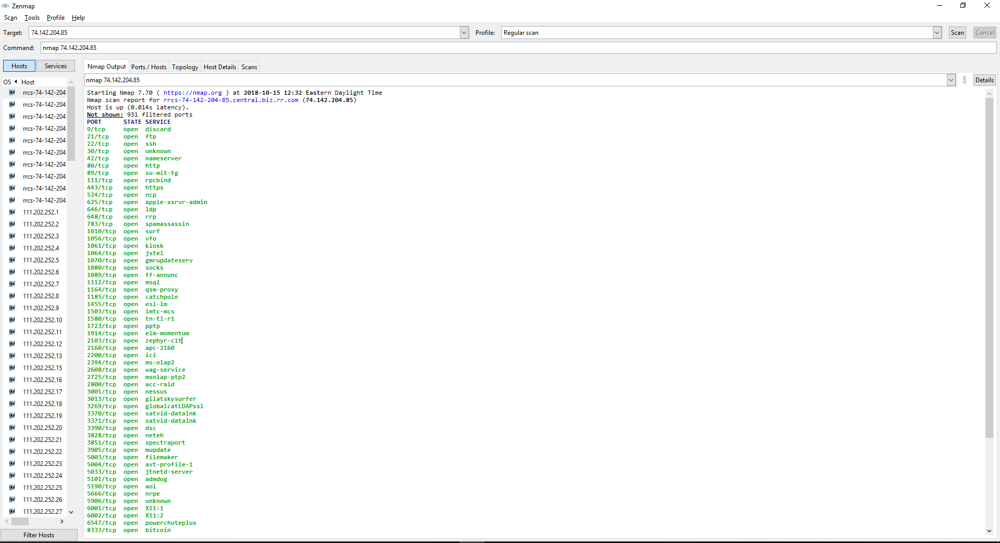 Zenmap
Scan Tools Profile Help
Target: 74.142.204.85 Profile: Regular scan Scan Cancel
Command: nmap 74.142.204.85
Hosts Services
OS Host
rrcs-74-142-204
rrcs-74-142-204
rrcs-74-142-204
rrcs-74-142-204
rrcs-74-142-204
rrcs-74-142-204
rrcs-74-142-204
rrcs-74-142-204
rrcs-74-142-204
rrcs-74-142-204
111.202.252.1
111.202.252.2
111.202.252.3
111.202.252.4
111.202.252.5
111.202.252.6
111.202.252.7
111.202.252.8
111.202.252.9
111.202.252.10
111.202.252.11
111.202.252.12
111.202.252.13
111.202.252.15
111.202.252.16
111.202.252.17
111.202.252.18
111.202.252.19
111.202.252.20
111.202.252.21
111.202.252.22
111.202.252.23
111.202.252.24
111.202.252.25
111.202.252.26
111.202.252.27
Filter Hosts
Nmap Output Ports / Hosts Topology Host Details Scans
nmap 74.142.204.85 Details
Starting Nmap 7.70 ( https://nmap.org ) at 2018-10-15 12:32 Eastern Daylight Time
Nmap scan report for rrcs-74-142-204-85.central.biz.rr.com (74.142.204.85)
Host is up (0.014s latency).
Not shown: 931 filtered ports
PORT STATE SERVICE
9/tcp open discard
21/tcp open ftp
22/tcp open ssh
30/tcp open unknown
42/tcp open nameserver
80/tcp open http
89/tcp open su-mit-tg
111/tcp open rpcbind
443/tcp open https
524/tcp open ncp
625/tcp open apple-xsrvr-admin
646/tcp open ldp
648/tcp open rrp
783/tcp open spamassassin
1010/tcp open surf
1056/tcp open vfo
1061/tcp open kiosk
1064/tcp open jstel
1070/tcp open gmrupdateserv
1080/tcp open socks
1089/tcp open ff-annunc
1112/tcp open msql
1164/tcp open qsm-proxy
1185/tcp open catchpole
1455/tcp open esl-lm
1503/tcp open imtc-mcs
1580/tcp open tn-tl-r1
1723/tcp open pptp
1914/tcp open elm-momentum
2103/tcp open zephyr-clt
2160/tcp open apc-2160
2200/tcp open ici
2394/tcp open ms-olap2
2608/tcp open wag-service
2725/tcp open msolap-ptp2
2800/tcp open acc-raid
3001/tcp open nessus
3013/tcp open gilatskysurfer
3269/tcp open globalcatLDAPssl
3370/tcp open satvid-datalnk
3371/tcp open satvid-datalnk
3390/tcp open dsc
3828/tcp open neteh
3851/tcp open spectraport
3905/tcp open mupdate
5003/tcp open filemaker
5004/tcp open avt-profile-1
5033/tcp open jtnetd-server
5101/tcp open admdog
5190/tcp open aol
5666/tcp open nrpe
5906/tcp open unknown
6001/tcp open X11:1
6002/tcp open X11:2
6547/tcp open powerchuteplus
8333/tcp open bitcoin